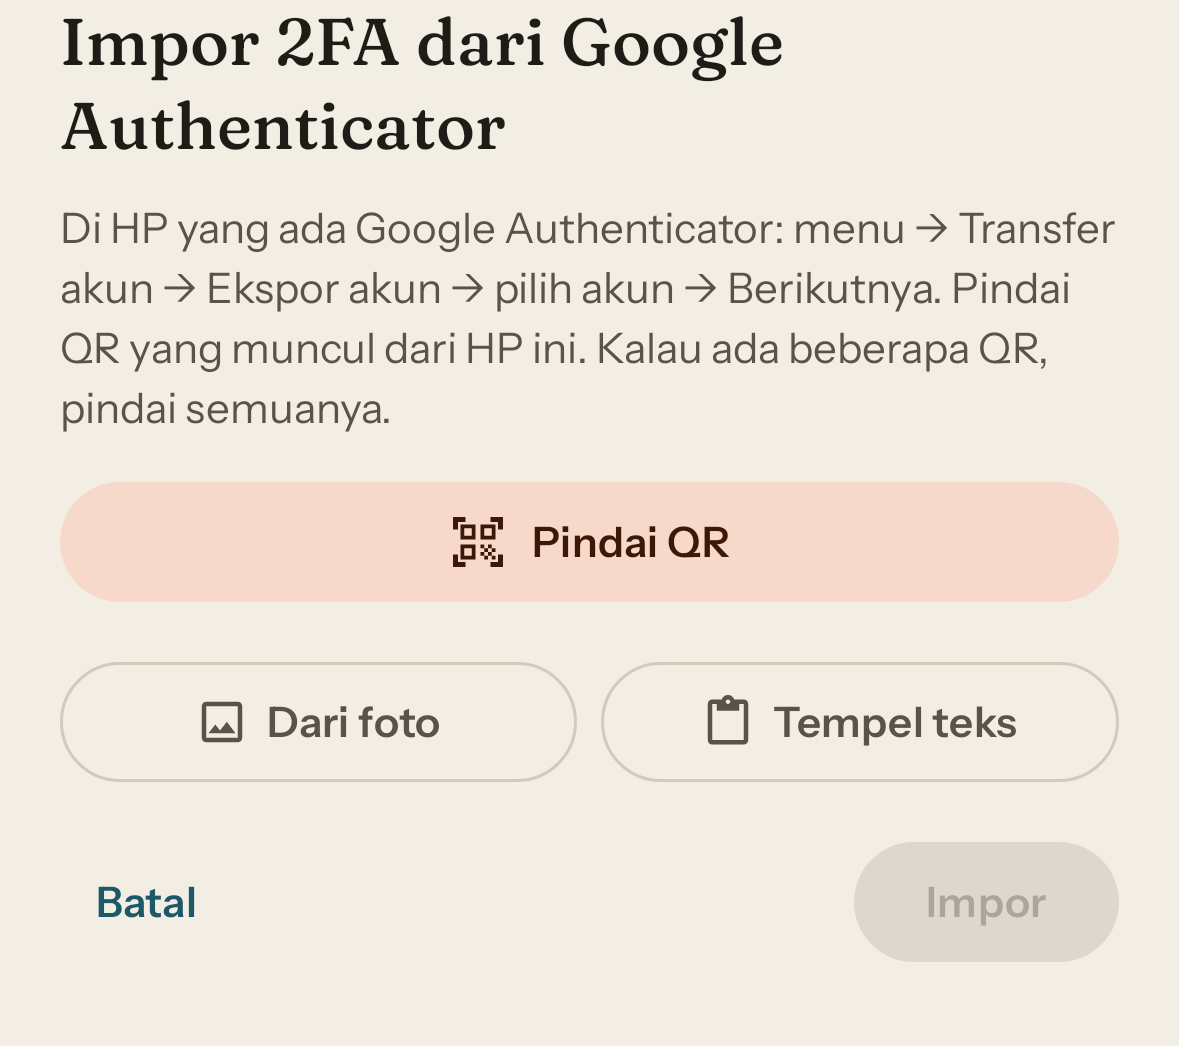 Impor 2FA dari Google
Authenticator
Di HP yang ada Google Authenticator: menu → Transfer
akun → Ekspor akun → pilih akun → Berikutnya. Pindai
QR yang muncul dari HP ini. Kalau ada beberapa QR,
pindai semuanya.
Pindai QR
Dari foto
Tempel teks
Batal
Impor